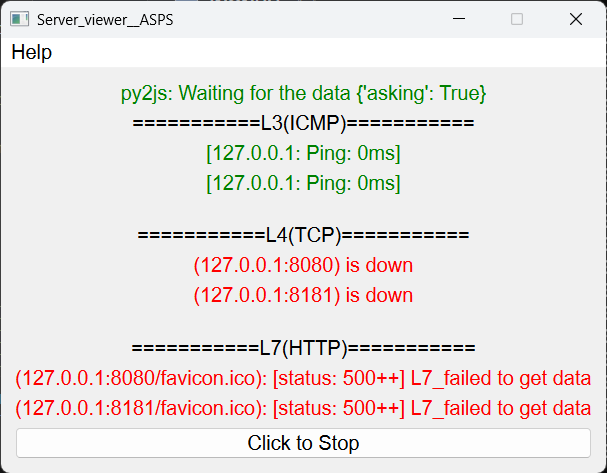 Server_viewer__ASPS
Help
py2js: Waiting for the data {'asking': True}
===========L3(ICMP)===========
[127.0.0.1: Ping: 0ms]
[127.0.0.1: Ping: 0ms]
===========L4(TCP)===========
(127.0.0.1:8080) is down
(127.0.0.1:8181) is down
===========L7(HTTP)===========
(127.0.0.1:8080/favicon.ico): [status: 500++] L7_failed to get data
(127.0.0.1:8181/favicon.ico): [status: 500++] L7_failed to get data
Click to Stop